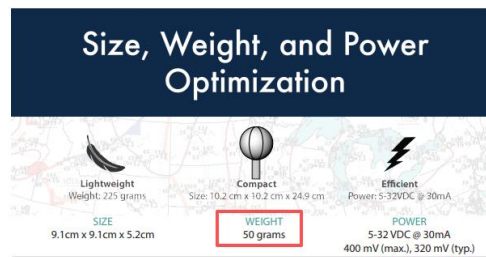 Size, Weight, and Power
Optimization
Lightweight
Weight: 225 grams
Compact
Size: 10.2 cm x 10.2 cm x 24.9 cm
Efficient
Power: 5-32VDC @ 30mA
SIZE
9.1cm x 9.1cm x 5.2cm
WEIGHT
50 grams
POWER
5-32 VDC @ 30mA
400 mV (max.), 320 mV (typ.)